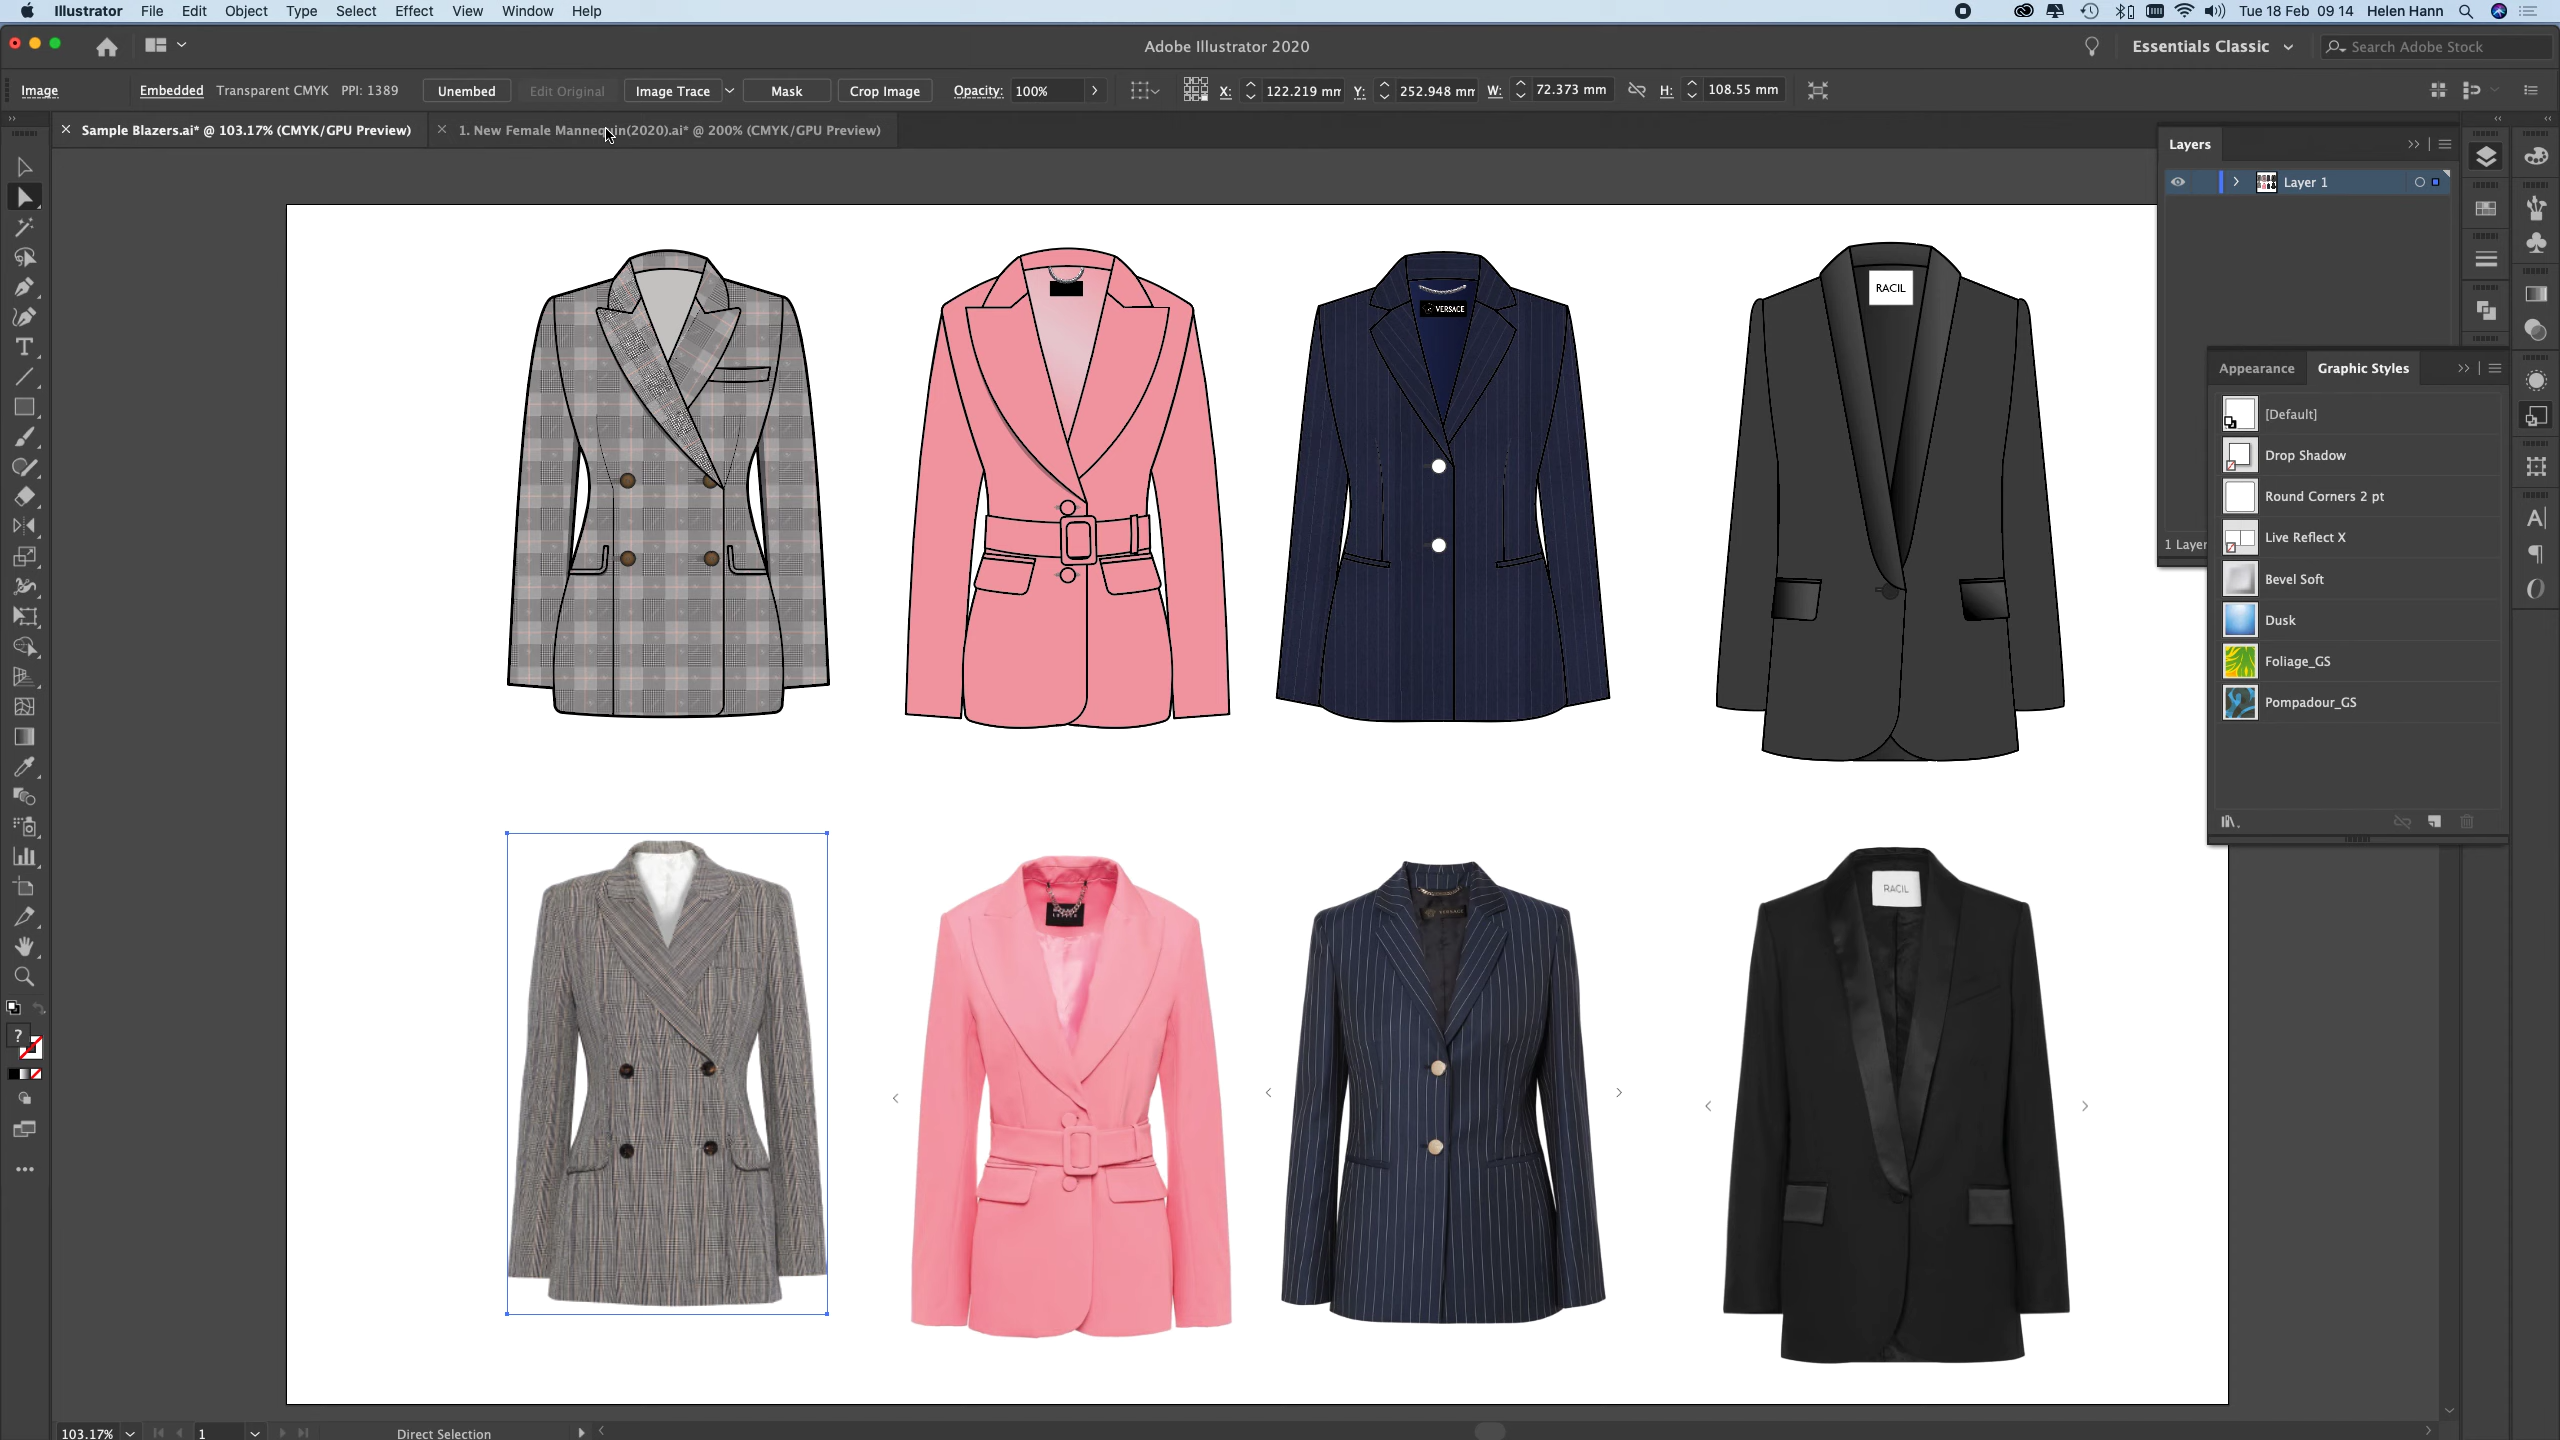 Illustrator File Edit Object Type Select Effect View Window Help
Tue 18 Feb 09 14 Helen Hann
Adobe Illustrator 2020
Essentials Classic
Search Adobe Stock
Image Embedded Transparent CMYK PPI: 1389 Unembed Edit Original Image Trace Mask Crop Image Opacity: 100% X: 122.219 mm Y: 252.948 mm W: 72.373 mm H: 108.55 mm
× Sample Blazers.ai* @ 103.17% (CMYK/GPU Preview) × 1. New Female Mannequin(2020).ai* @ 200% (CMYK/GPU Preview)
Layers
Layer 1
1 Layer
Appearance Graphic Styles
[Default]
Drop Shadow
Round Corners 2 pt
Live Reflect X
Bevel Soft
Dusk
Foliage_GS
Pompadour_GS
RACIL
VERSACE
RACIL
VERSACE
103.17% 1 Direct Selection